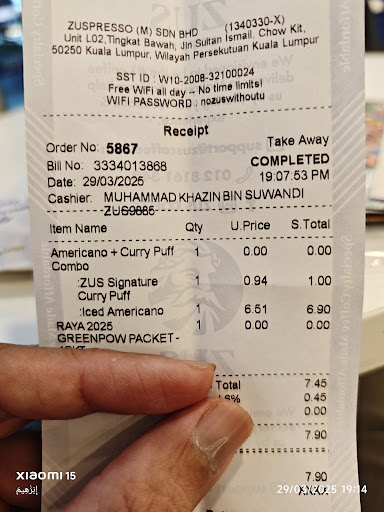 ZUSPRESSO (M) SDN BHD (1340330-X)
Unit L02,Tingkat Bawah, Jln Sultan Ismail, Chow Kit,
50250 Kuala Lumpur, Wilayah Persekutuan Kuala Lumpur
SST ID : W10-2008-32100024
Free WiFi all day -- No time limits!
WIFI PASSWORD : nozuswithoutu
Receipt
Order No: 5867 Take Away
Bill No: 3334013868 COMPLETED
Date: 29/03/2025 19:07:53 PM
Cashier: MUHAMMAD KHAZIN BIN SUWANDI
ZUS9885
Item Name Qty U.Price S.Total
Americano + Curry Puff 1 0.00 0.00
Combo
:ZUS Signature 1 0.94 1.00
Curry Puff
:Iced Americano 1 6.51 6.90
RAYA 2025 1 0.00 0.00
GREENPOW PACKET -
Total 7.45
6% 0.45
0.00
7.90
7.90
XIAOMI 15
إبراهيم
29/03/2025 19:14